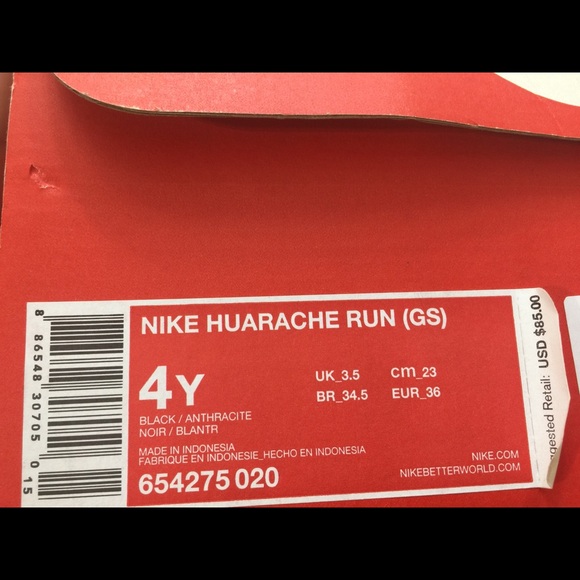 NIKE HUARACHE RUN (GS)
4Y
UK_3.5 cm_23
BR_34.5 EUR_36
BLACK / ANTHRACITE
NOIR / BLANTR
MADE IN INDONESIA
FABRIQUE EN INDONESIE_HECHO EN INDONESIA
654275 020
NIKE.COM
NIKEBETTERWORLD.COM
8 86548 30705 0 15
Retail: USD $85.00